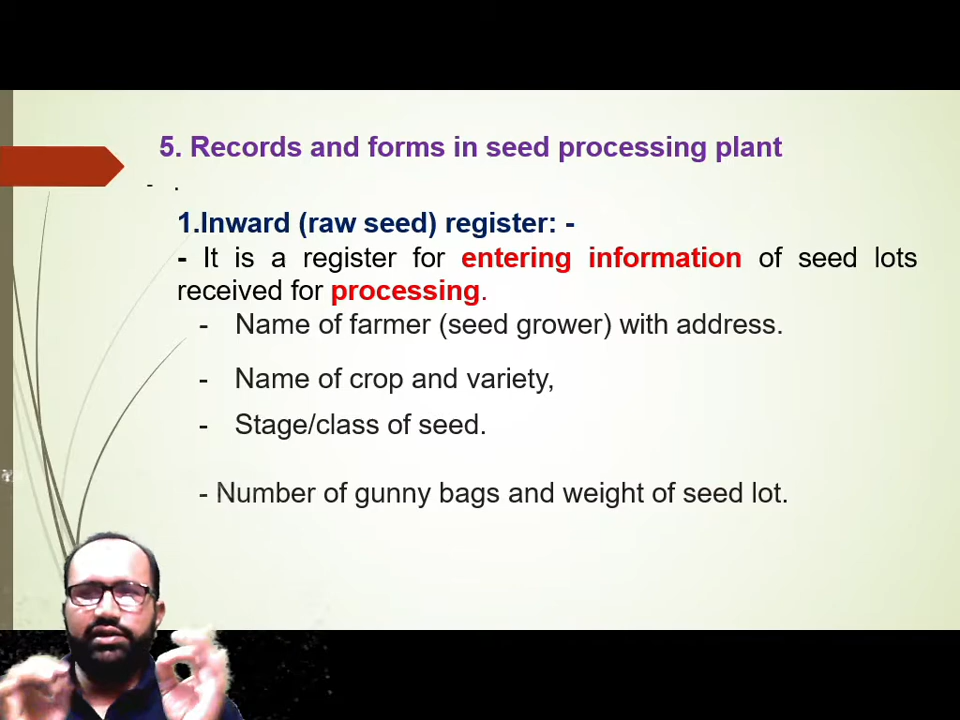 5. Records and forms in seed processing plant
- .
1.Inward (raw seed) register: -
- It is a register for entering information of seed lots
received for processing.
- Name of farmer (seed grower) with address.
- Name of crop and variety,
- Stage/class of seed.
- Number of gunny bags and weight of seed lot.